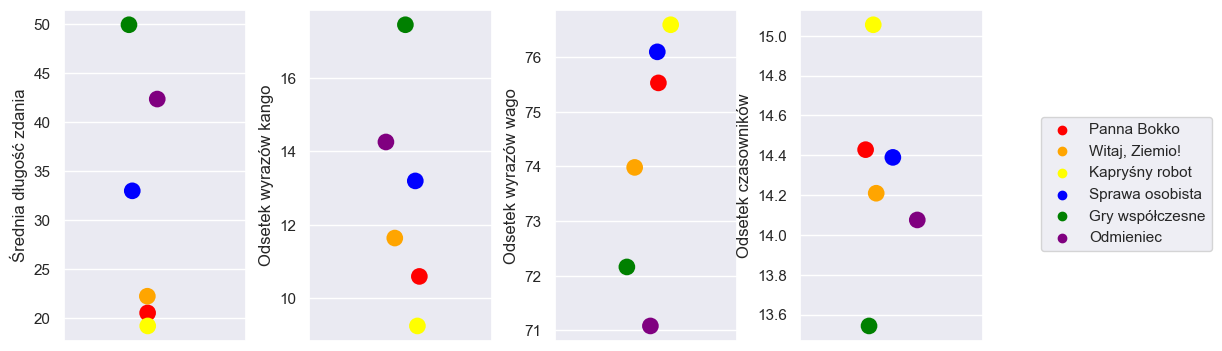 Średnia długość zdania
50
45
40
35
30
25
20
Odsetek wyrazów kango
16
14
12
10
Odsetek wyrazów wago
76
75
74
73
72
71
Odsetek czasowników
15.0
14.8
14.6
14.4
14.2
14.0
13.8
13.6
Panna Bokko
Witaj, Ziemio!
Kapryśny robot
Sprawa osobista
Gry współczesne
Odmieniec